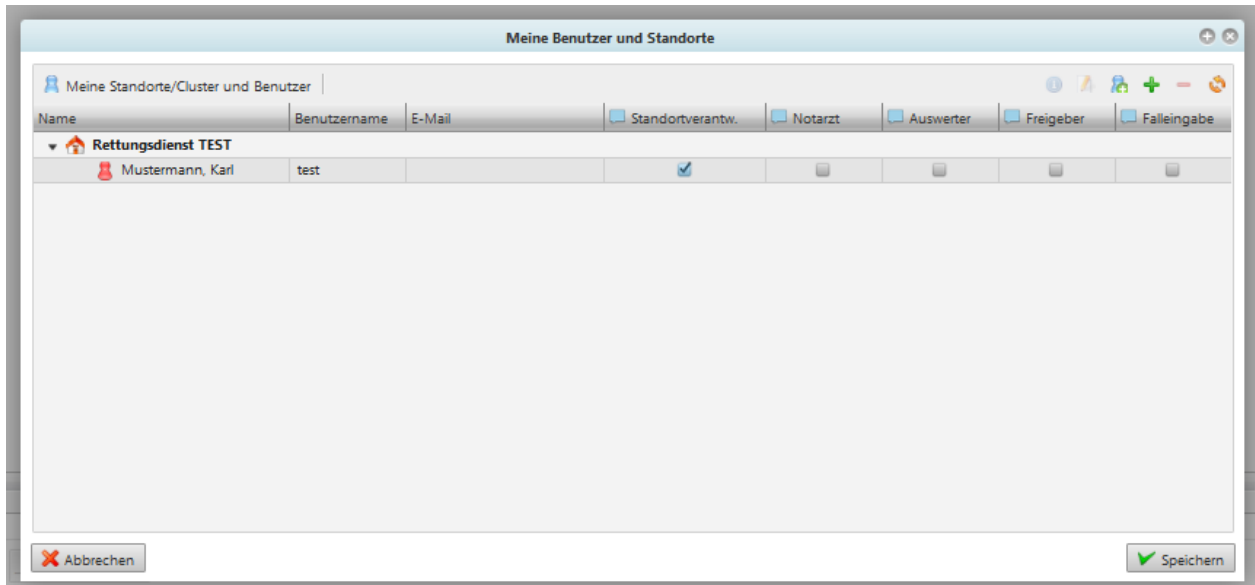 Meine Benutzer und Standorte
Meine Standorte/Cluster und Benutzer
Name Benutzername E-Mail Standortverantw. Notarzt Auswerter Freigeber Falleingabe
Rettungsdienst TEST
Mustermann, Karl test
Abbrechen Speichern